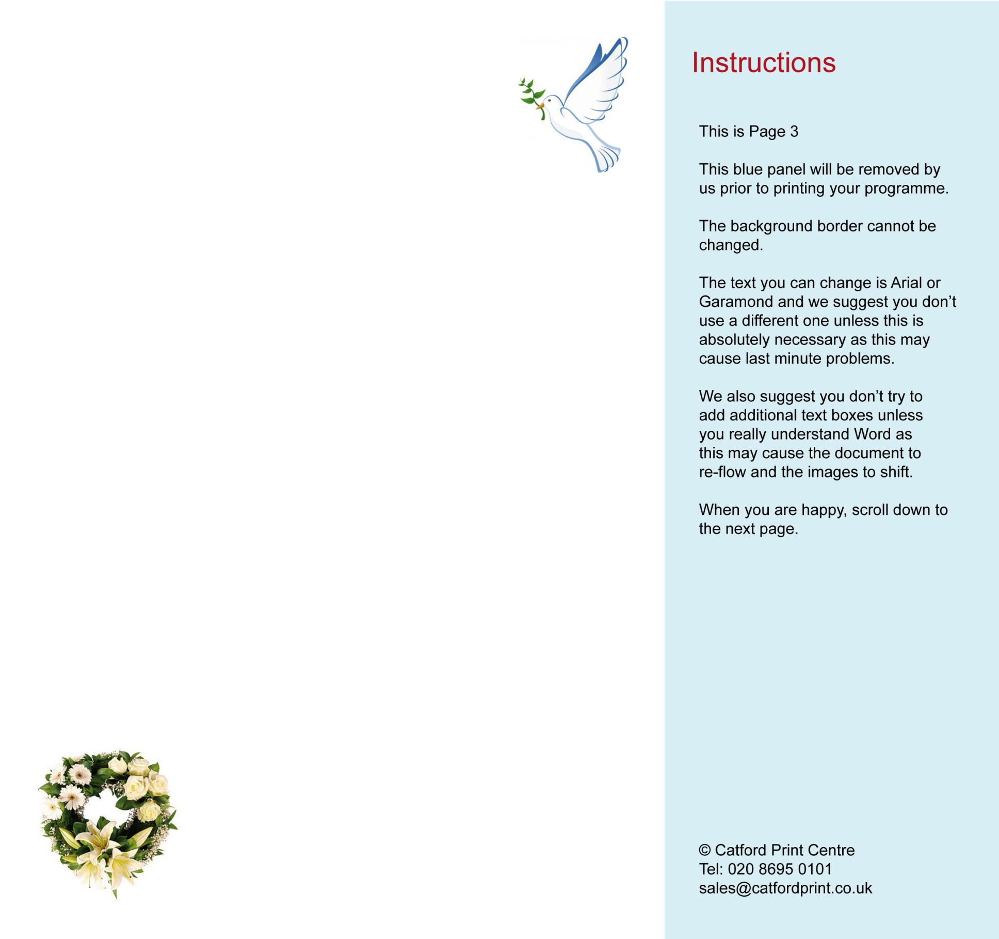 Instructions
This is Page 3
This blue panel will be removed by
us prior to printing your programme.
The background border cannot be
changed.
The text you can change is Arial or
Garamond and we suggest you don’t
use a different one unless this is
absolutely necessary as this may
cause last minute problems.
We also suggest you don’t try to
add additional text boxes unless
you really understand Word as
this may cause the document to
re-flow and the images to shift.
When you are happy, scroll down to
the next page.
© Catford Print Centre
Tel: 020 8695 0101
sales@catfordprint.co.uk